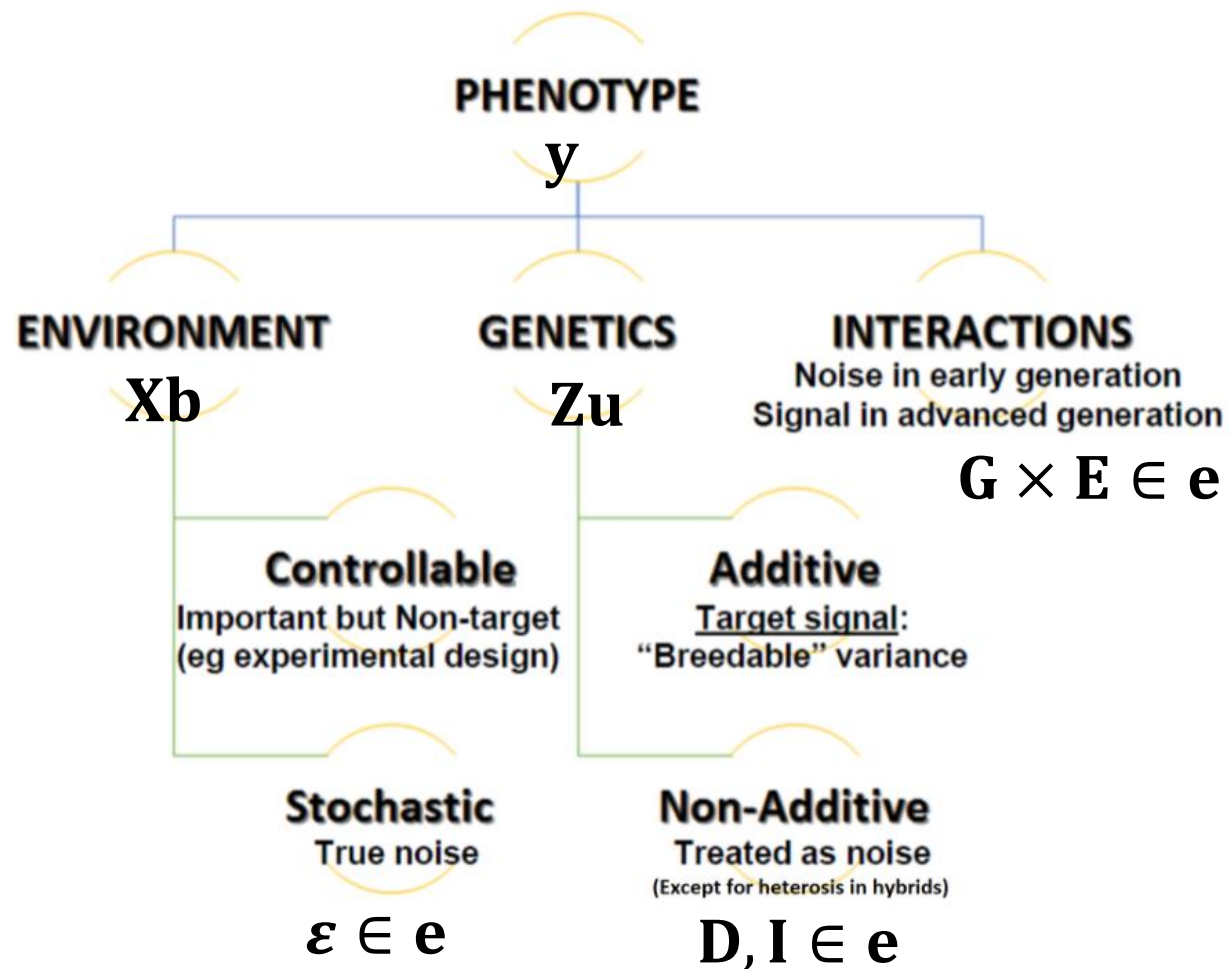 PHENOTYPE
y
ENVIRONMENT
Xb
GENETICS
Zu
INTERACTIONS
Noise in early generation
Signal in advanced generation
G × E ∈ e
Controllable
Important but Non-target
(eg experimental design)
Additive
Target signal:
“Breedable” variance
Stochastic
True noise
ε ∈ e
Non-Additive
Treated as noise
(Except for heterosis in hybrids)
D, I ∈ e